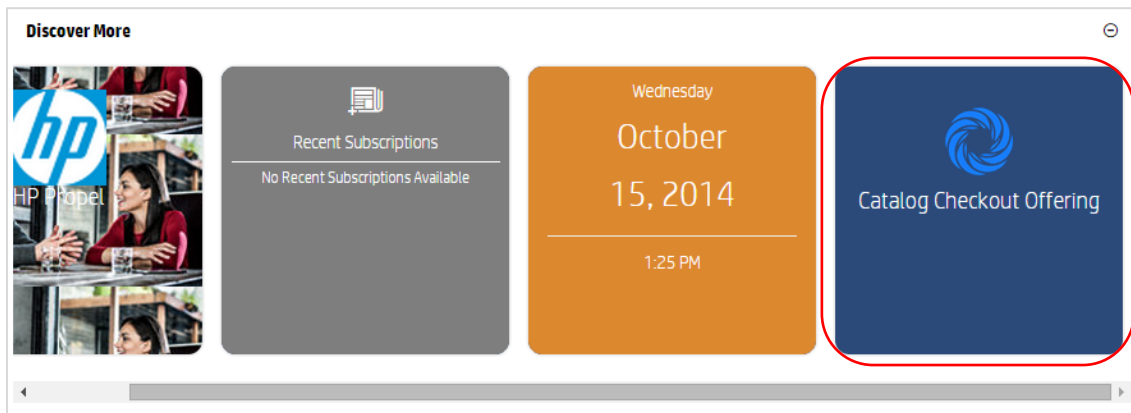 Discover More
hp
HP Propel
Recent Subscriptions
No Recent Subscriptions Available
Wednesday
October
15, 2014
1:25 PM
Catalog Checkout Offering